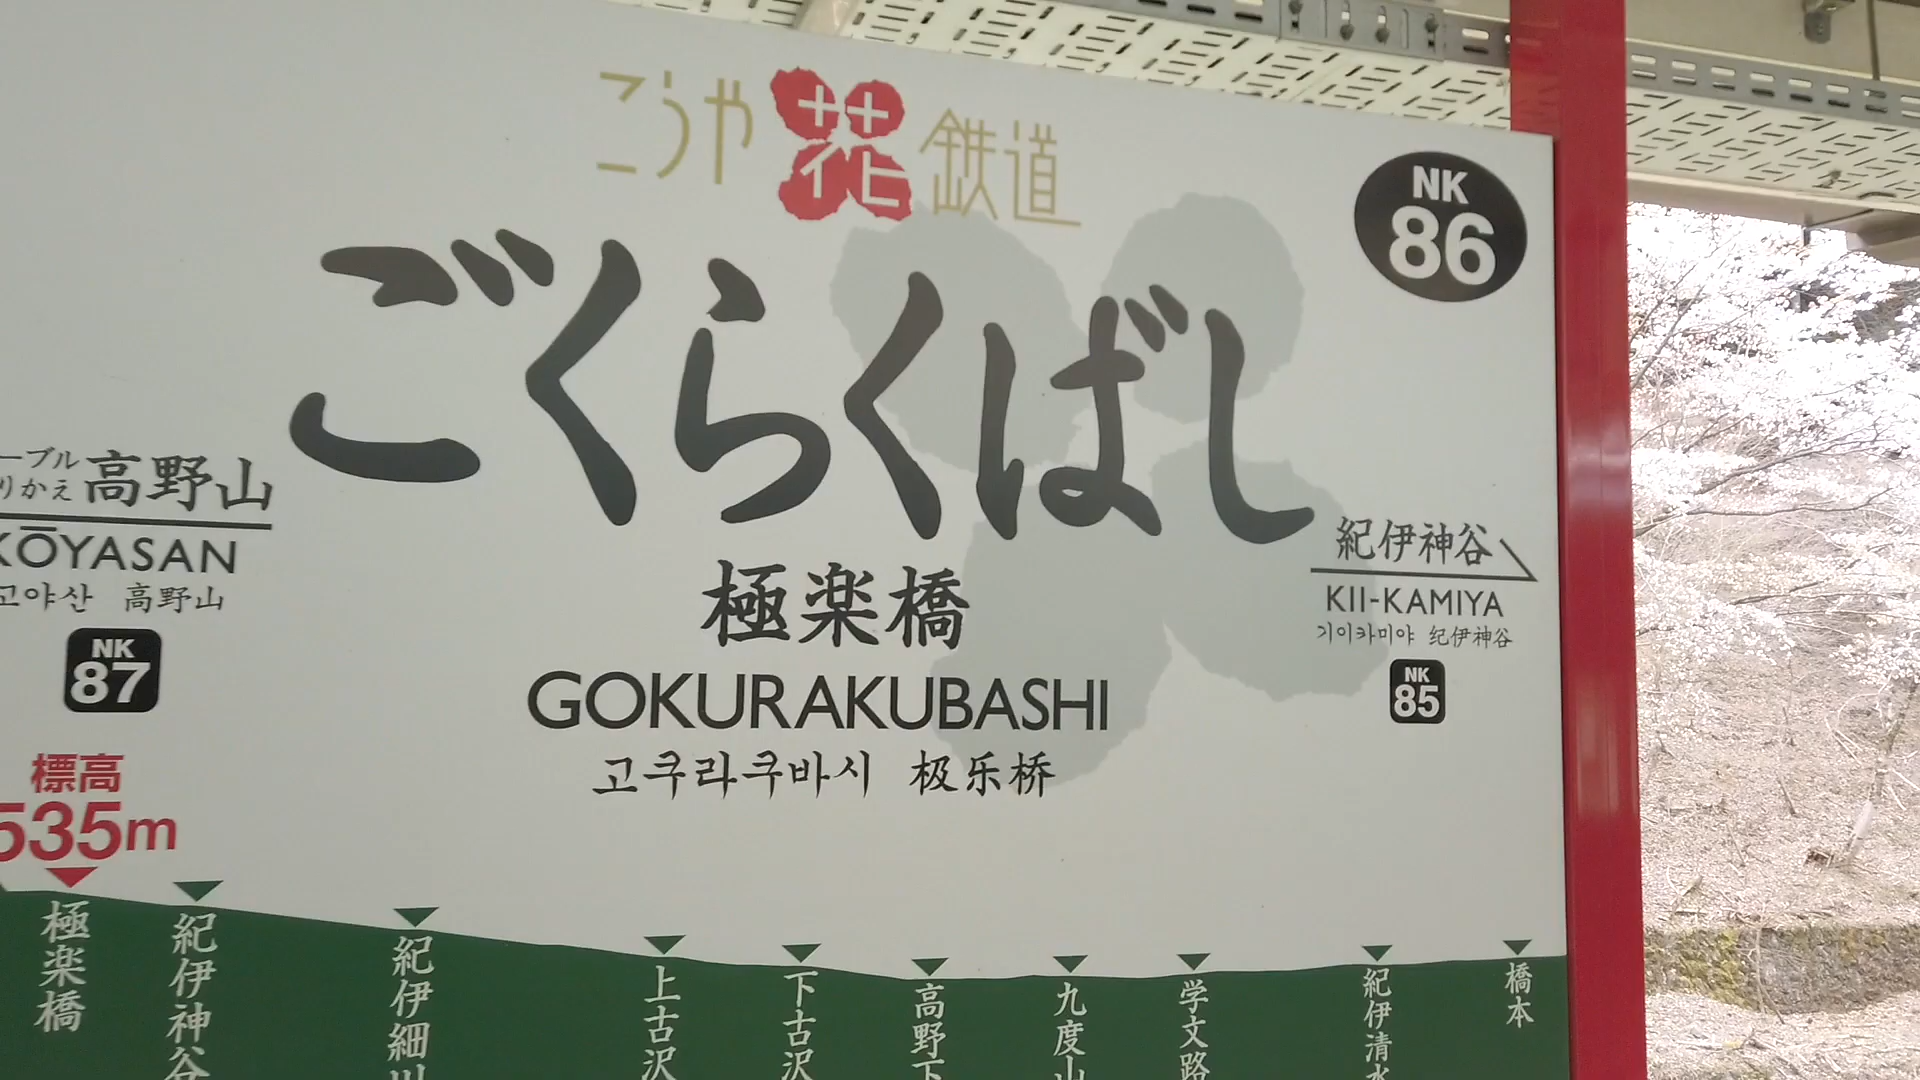 こうや花鉄道
NK
86
ごくらくばし
極楽橋
GOKURAKUBASHI
고쿠라쿠바시 极乐桥
ーブル
りかえ
高野山
KŌYASAN
고야산 高野山
NK
87
紀伊神谷
KII-KAMIYA
기이카미야 纪伊神谷
NK
85
標高
535m
極楽橋
紀伊神谷
紀伊細川
上古沢
下古沢
高野下
九度山
学文路
紀伊清水
橋本